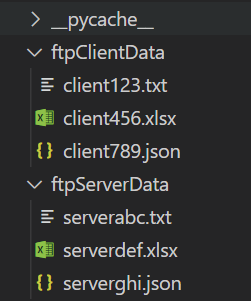 __pycache__
ftpClientData
client123.txt
client456.xlsx
client789.json
ftpServerData
serverabc.txt
serverdef.xlsx
serverghi.json